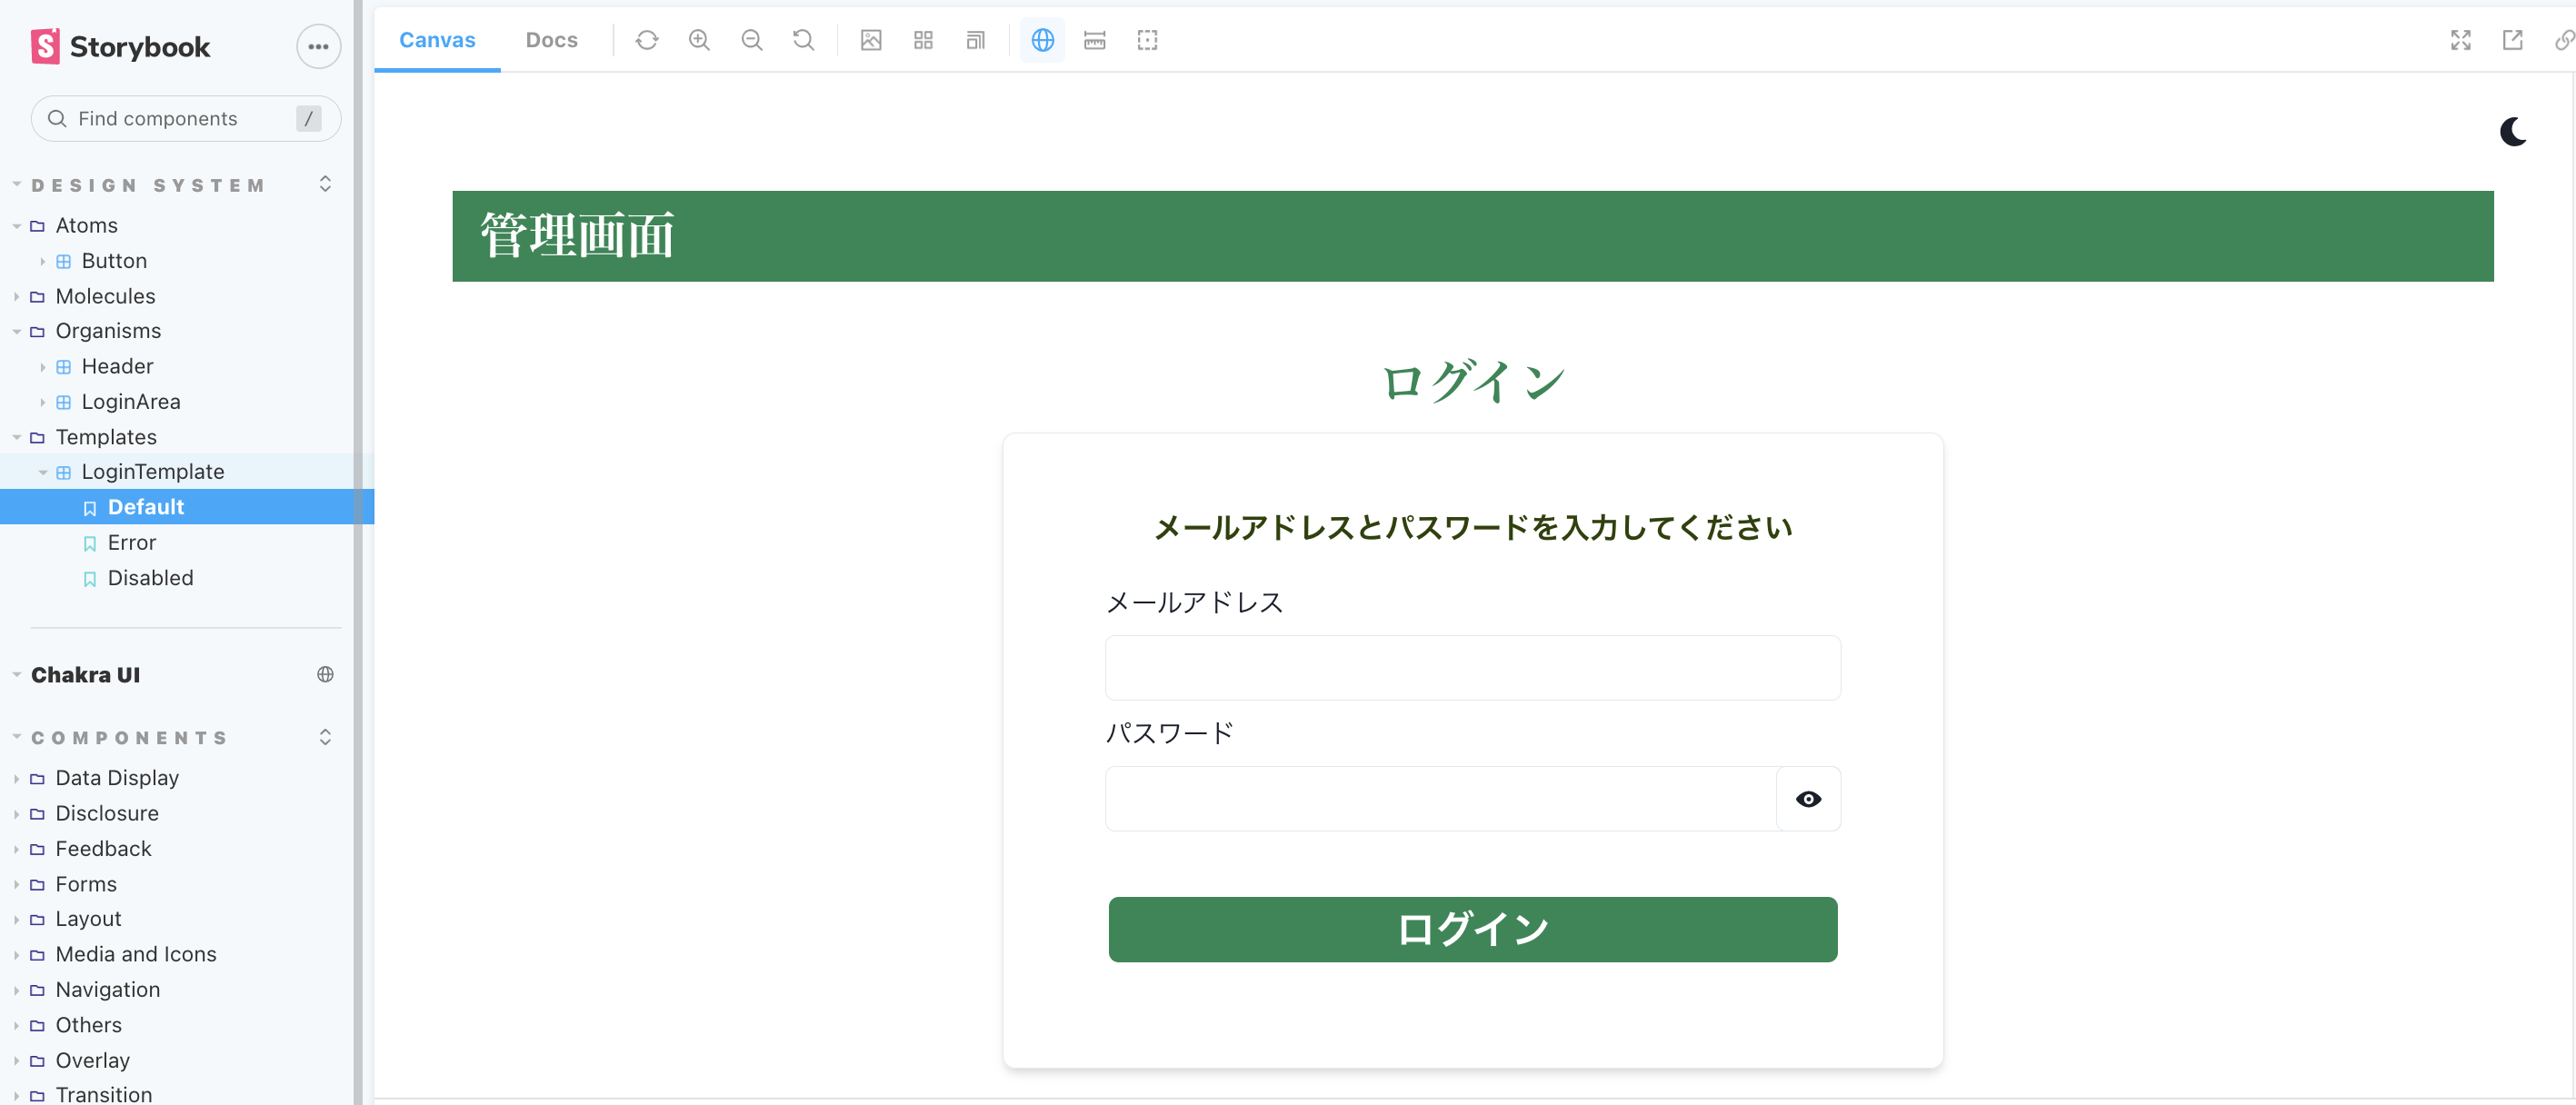 Storybook
Find components /
DESIGN SYSTEM
Atoms
Button
Molecules
Organisms
Header
LoginArea
Templates
LoginTemplate
Default
Error
Disabled
Chakra UI
COMPONENTS
Data Display
Disclosure
Feedback
Forms
Layout
Media and Icons
Navigation
Others
Overlay
Transition
Canvas Docs
管理画面
ログイン
メールアドレスとパスワードを入力してください
メールアドレス
パスワード
ログイン